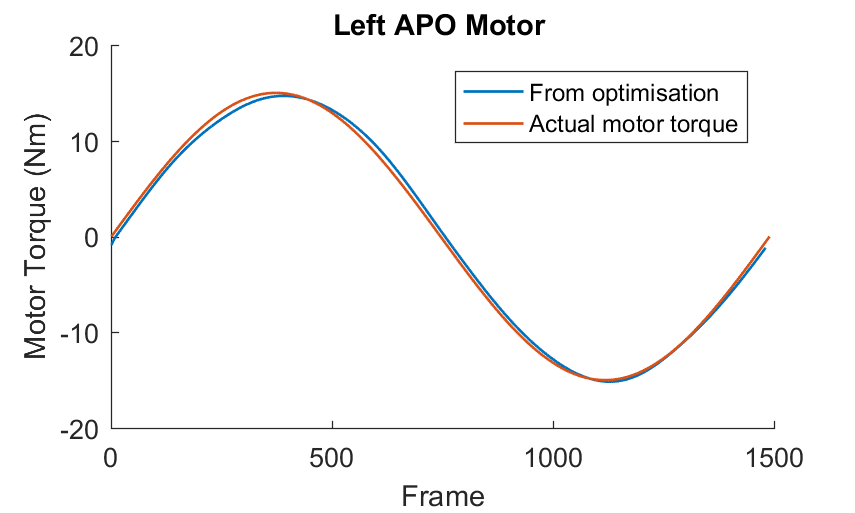 Left APO Motor
20
From optimisation
Actual motor torque
10
0
-10
-20
Motor Torque (Nm)
0 500 1000 1500
Frame